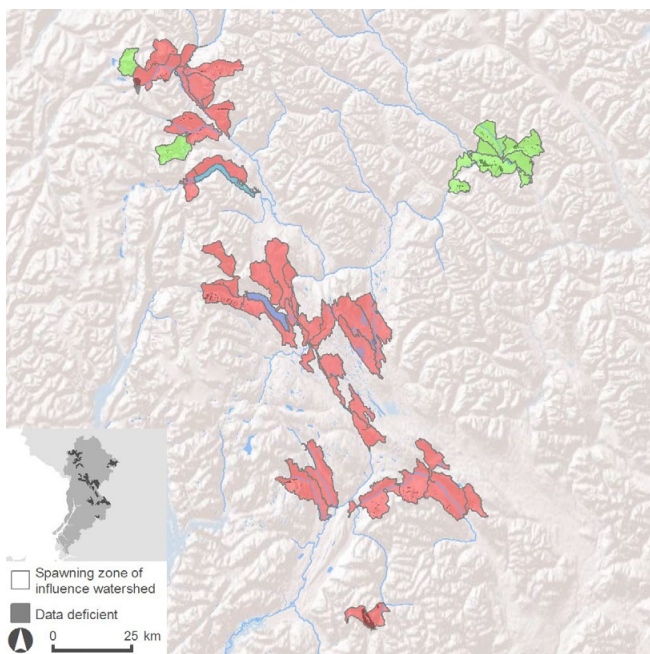 Spawning zone of
influence watershed
Data deficient
0 25 km